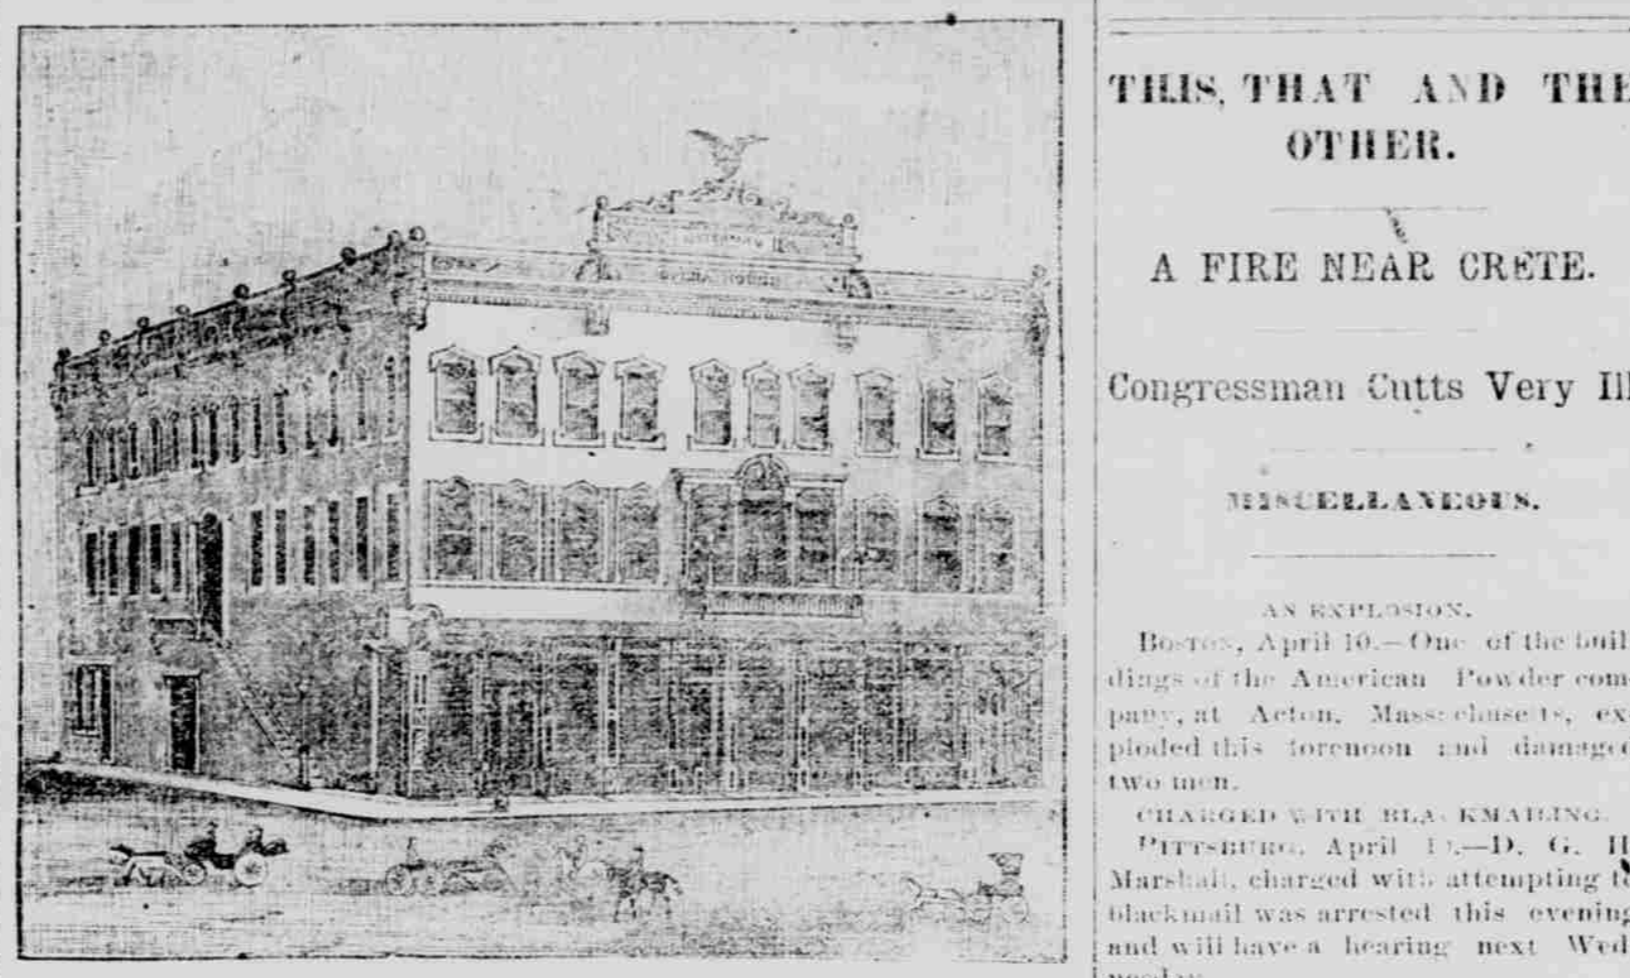 THIS, THAT AND THE
OTHER.
A FIRE NEAR CRETE.
Congressman Cutts Very Ill
MISCELLANEOUS.
AN EXPLOSION.
BOSTON, April 10.—One of the buil
dings of the American Powder com-
pany, at Acton, Massachusetts, ex-
ploded this forenoon and damaged
two men.
CHARGED WITH BLACKMAILING.
PITTSBURG, April 10.—D. G. H
Marshall, charged with attempting to
blackmail was arrested this evening
and will have a hearing next Wed